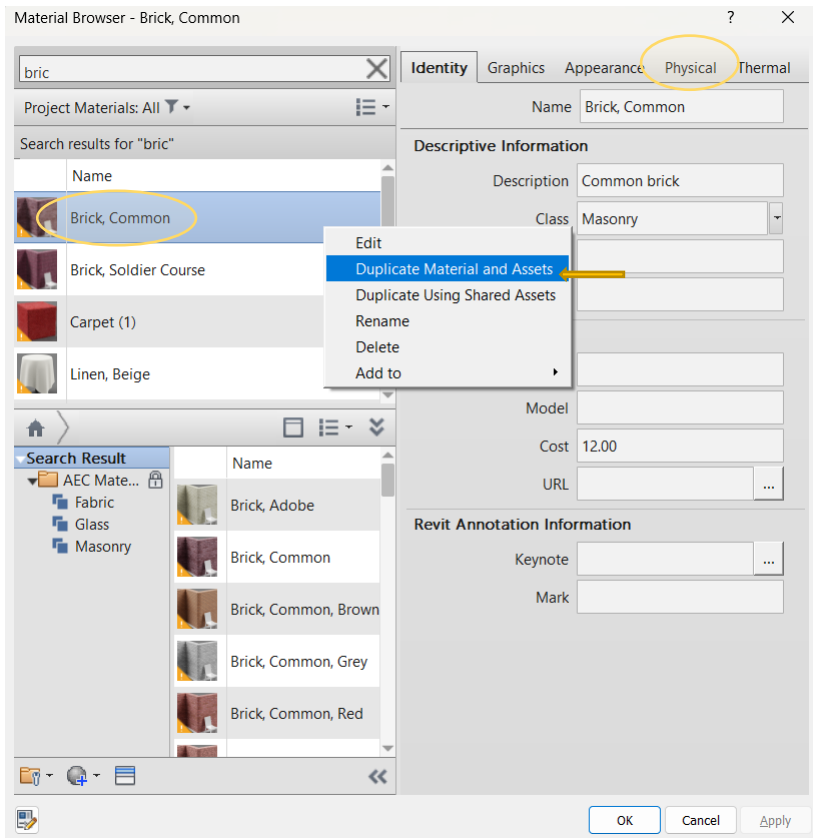 Material Browser - Brick, Common
?
bric
Project Materials: All
Search results for "bric"
Name
Brick, Common
Brick, Soldier Course
Carpet (1)
Linen, Beige
Edit
Duplicate Material and Assets
Duplicate Using Shared Assets
Rename
Delete
Add to
Search Result
AEC Mate...
Fabric
Glass
Masonry
Name
Brick, Adobe
Brick, Common
Brick, Common, Brown
Brick, Common, Grey
Brick, Common, Red
Identity Graphics Appearance Physical Thermal
Name Brick, Common
Descriptive Information
Description Common brick
Class Masonry
Model
Cost 12.00
URL ...
Revit Annotation Information
Keynote ...
Mark
OK Cancel Apply